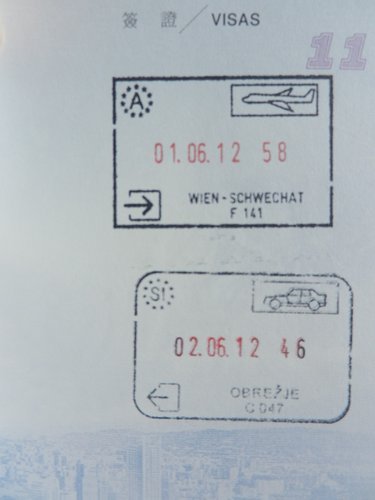 簽 證 / VISAS
11
A
01.06.12 58
WIEN-SCHWECHAT
F 141
SI
02.06.12 46
OBREŽJE
C 047